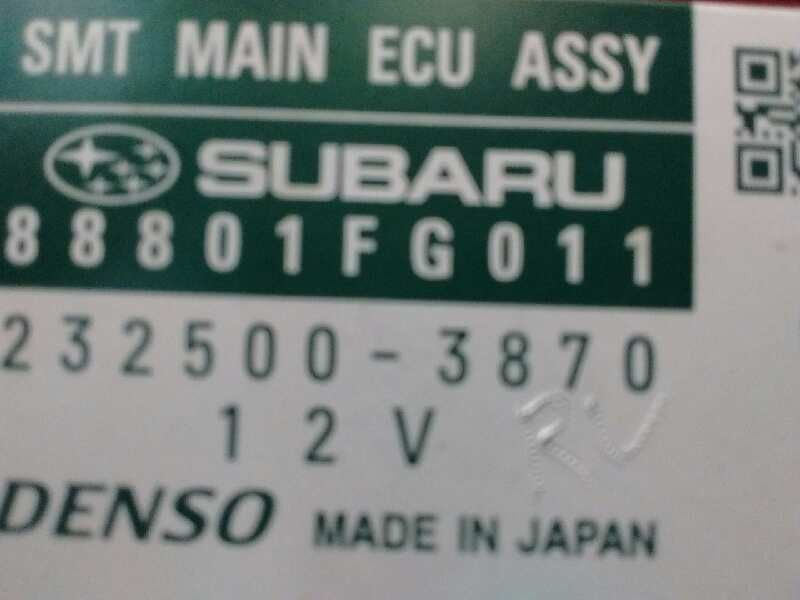 SMT MAIN ECU ASSY
SUBARU
88801FG011
232500-3870
12V
DENSO MADE IN JAPAN